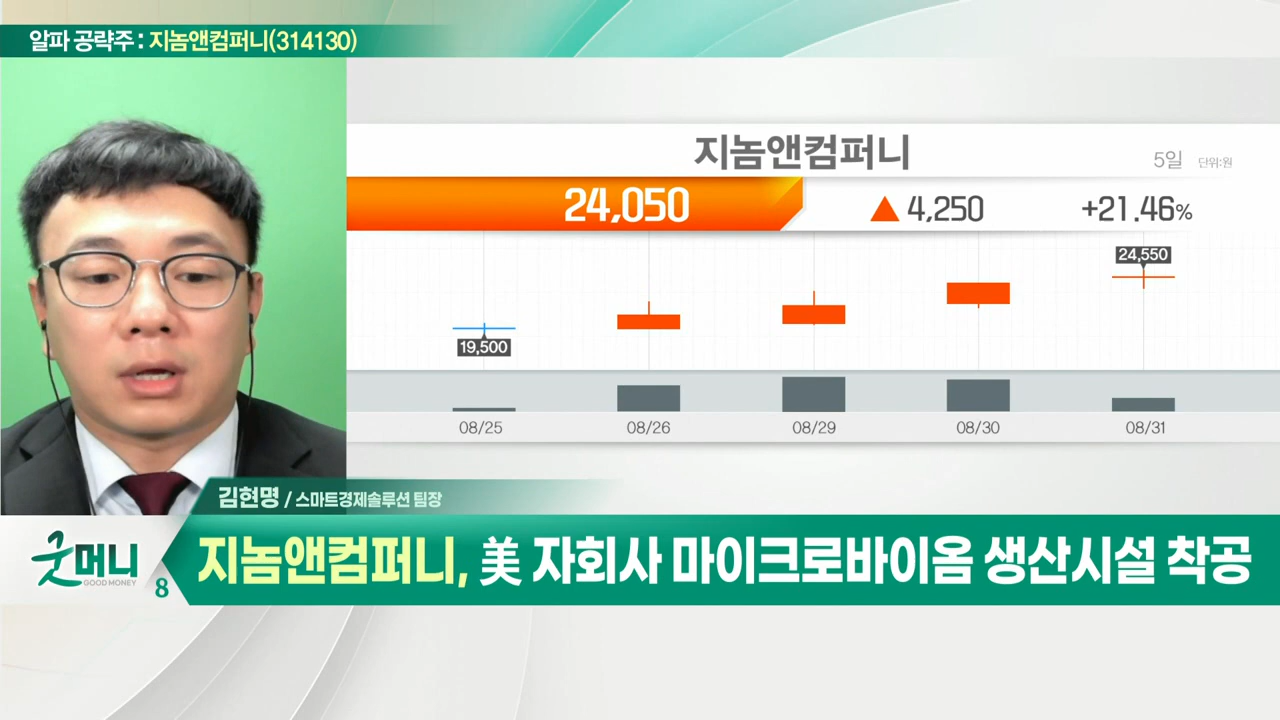 알파 공략주 : 지놈앤컴퍼니(314130)
지놈앤컴퍼니
5일 단위:원
24,050 ▲ 4,250 +21.46%
24,550
19,500
08/25 08/26 08/29 08/30 08/31
김현명 / 스마트경제솔루션 팀장
굿머니
GOOD MONEY
8
지놈앤컴퍼니, 美 자회사 마이크로바이옴 생산시설 착공